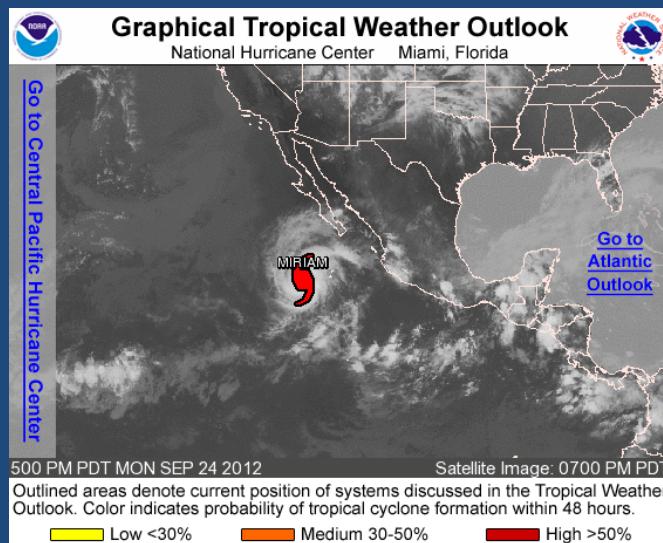 Graphical Tropical Weather Outlook
National Hurricane Center Miami, Florida
NOAA
Go to Central Pacific Hurricane Center
MIRIAM
Go to
Atlantic
Outlook
500 PM PDT MON SEP 24 2012 Satellite Image: 0700 PM PDT
Outlined areas denote current position of systems discussed in the Tropical Weather
Outlook. Color indicates probability of tropical cyclone formation within 48 hours.
Low <30% Medium 30-50% High >50%